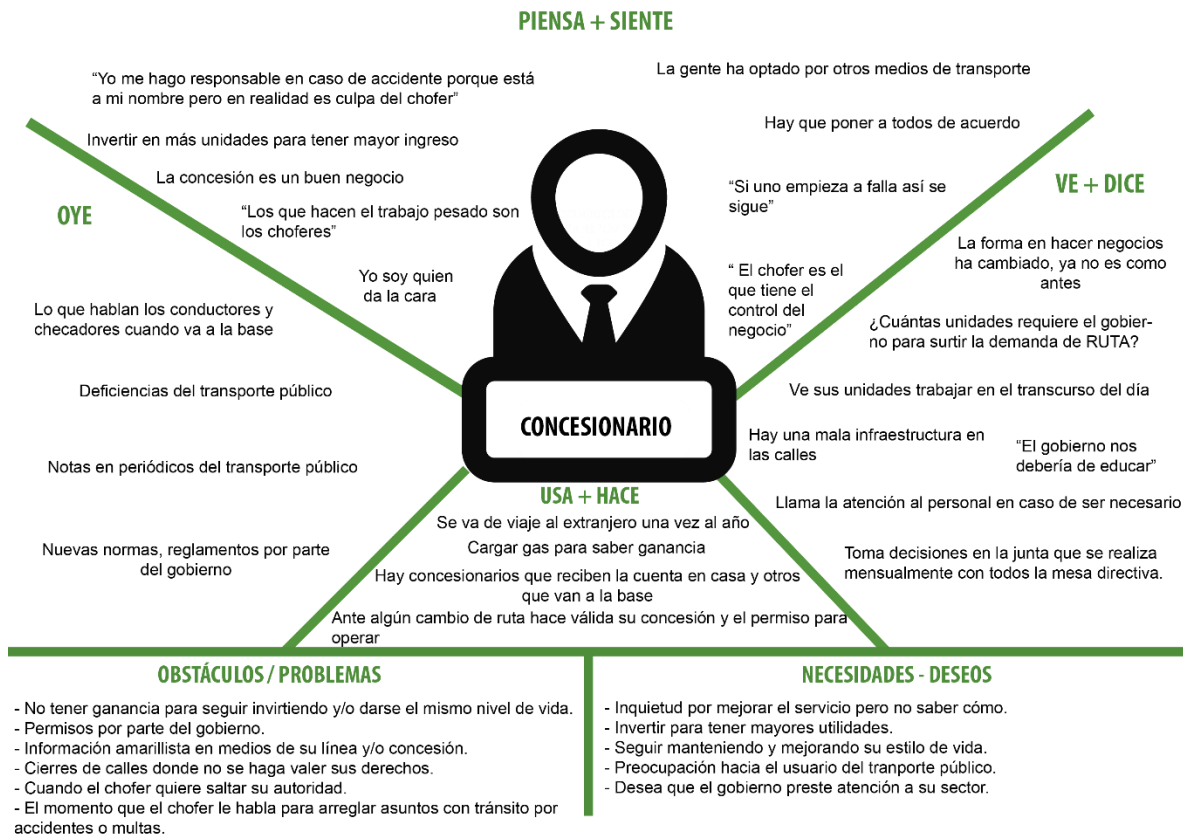 PIENSA + SIENTE
“Yo me hago responsable en caso de accidente porque está
a mi nombre pero en realidad es culpa del chofer”
Invertir en más unidades para tener mayor ingreso
La concesión es un buen negocio
“Los que hacen el trabajo pesado son
los choferes”
Yo soy quien
da la cara
La gente ha optado por otros medios de transporte
Hay que poner a todos de acuerdo
“Si uno empieza a falla así se
sigue”
“ El chofer es el
que tiene el
control del
negocio”
OYE
Lo que hablan los conductores y
checadores cuando va a la base
Deficiencias del transporte público
Notas en periódicos del transporte público
Nuevas normas, reglamentos por parte
del gobierno
CONCESIONARIO
VE + DICE
La forma en hacer negocios
ha cambiado, ya no es como
antes
¿Cuántas unidades requiere el gobier-
no para surtir la demanda de RUTA?
Ve sus unidades trabajar en el transcurso del día
Hay una mala infraestructura en
las calles
“El gobierno nos
debería de educar”
Llama la atención al personal en caso de ser necesario
Toma decisiones en la junta que se realiza
mensualmente con todos la mesa directiva.
USA + HACE
Se va de viaje al extranjero una vez al año
Cargar gas para saber ganancia
Hay concesionarios que reciben la cuenta en casa y otros
que van a la base
Ante algún cambio de ruta hace válida su concesión y el permiso para
operar
OBSTÁCULOS / PROBLEMAS
- No tener ganancia para seguir invirtiendo y/o darse el mismo nivel de vida.
- Permisos por parte del gobierno.
- Información amarillista en medios de su línea y/o concesión.
- Cierres de calles donde no se haga valer sus derechos.
- Cuando el chofer quiere saltar su autoridad.
- El momento que el chofer le habla para arreglar asuntos con tránsito por
accidentes o multas.
NECESIDADES - DESEOS
- Inquietud por mejorar el servicio pero no saber cómo.
- Invertir para tener mayores utilidades.
- Seguir manteniendo y mejorando su estilo de vida.
- Preocupación hacia el usuario del tranporte público.
- Desea que el gobierno preste atención a su sector.